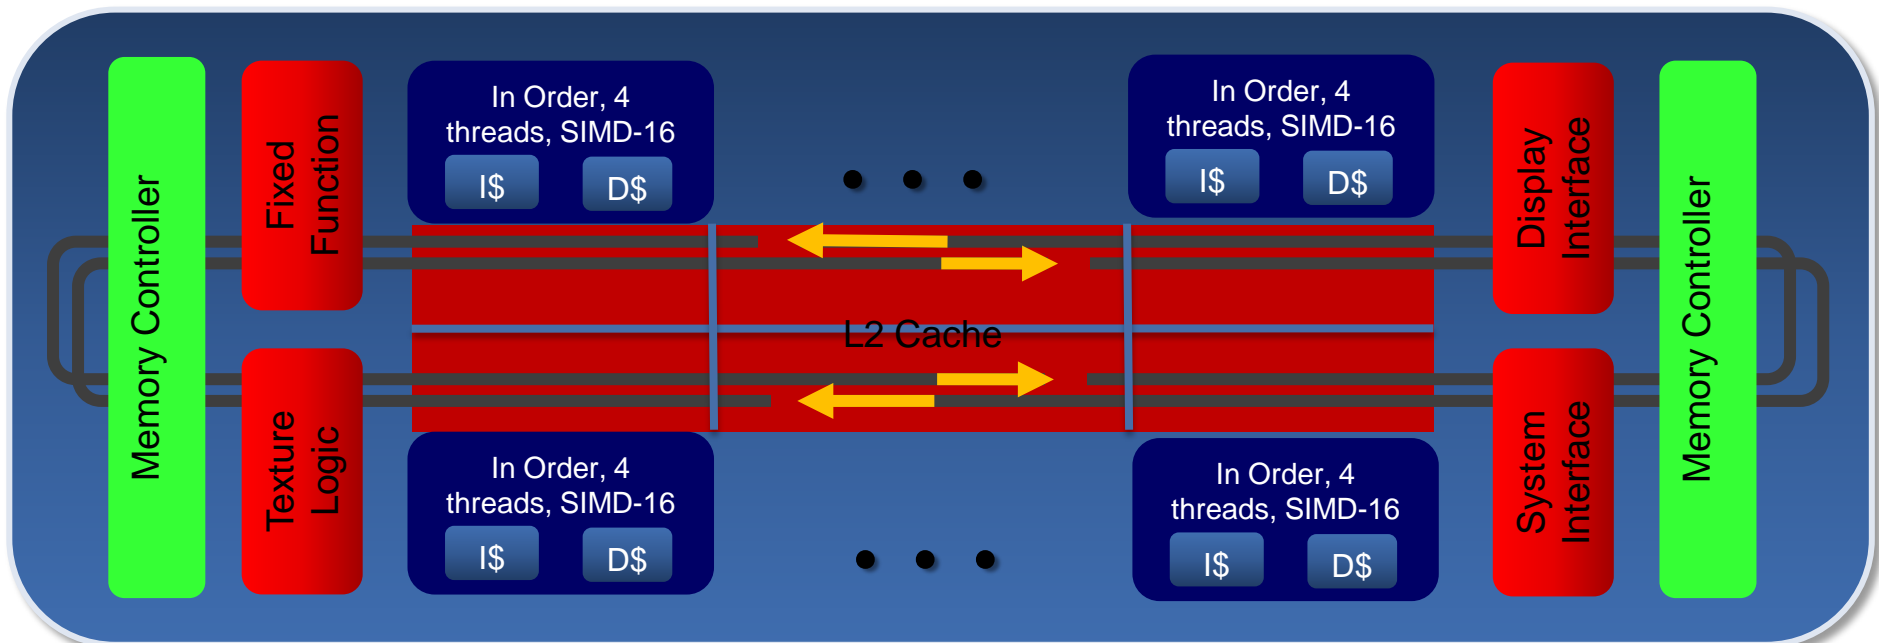 Memory Controller
Fixed
Function
In Order, 4
threads, SIMD-16
I$
D$
In Order, 4
threads, SIMD-16
I$
D$
Display
Interface
Memory Controller
L2 Cache
Texture
Logic
In Order, 4
threads, SIMD-16
I$
D$
In Order, 4
threads, SIMD-16
I$
D$
System
Interface